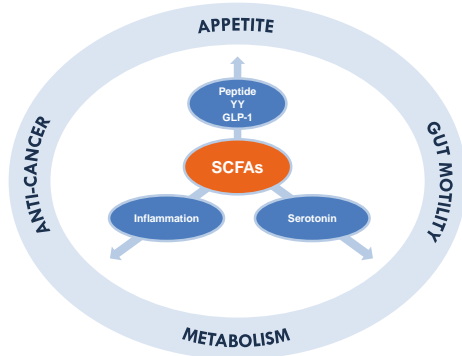 APPETITE
Peptide
YY
GLP-1
ANTI-CANCER
SCFAs
GUT MOTILITY
Inflammation
Serotonin
METABOLISM